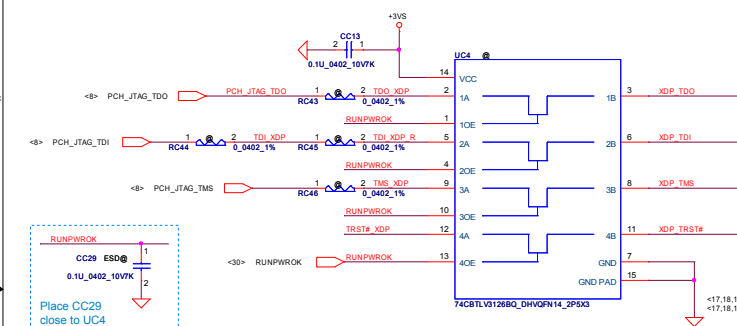 +3VS
CC13
2 1
0.1U_0402_10V7K
UC4 @
14 VCC
<8> PCH_JTAG_TDO PCH_JTAG_TDO 1 @ 2 TDO_XDP 2 1A 1B 3 XDP_TDO
RC43 0_0402_1%
RUNPWROK 1 1OE
<8> PCH_JTAG_TDI 1 @ 2 TDI_XDP 1 @ 2 TDI_XDP_R 5 2A 2B 6 XDP_TDI
RC44 0_0402_1% RC45 0_0402_1%
RUNPWROK 4 2OE
<8> PCH_JTAG_TMS 1 @ 2 TMS_XDP 9 3A 3B 8 XDP_TMS
RC46 0_0402_1%
RUNPWROK 10 3OE
TRST#_XDP 12 4A 4B 11 XDP_TRST#
RUNPWROK
1
<30> RUNPWROK RUNPWROK 13 4OE GND 7
CC29 ESD@
0.1U_0402_10V7K
2
GND PAD 15
74CBTLV3126BQ_DHVQFN14_2P5X3
Place CC29
close to UC4
<17,18,1
<17,18,1